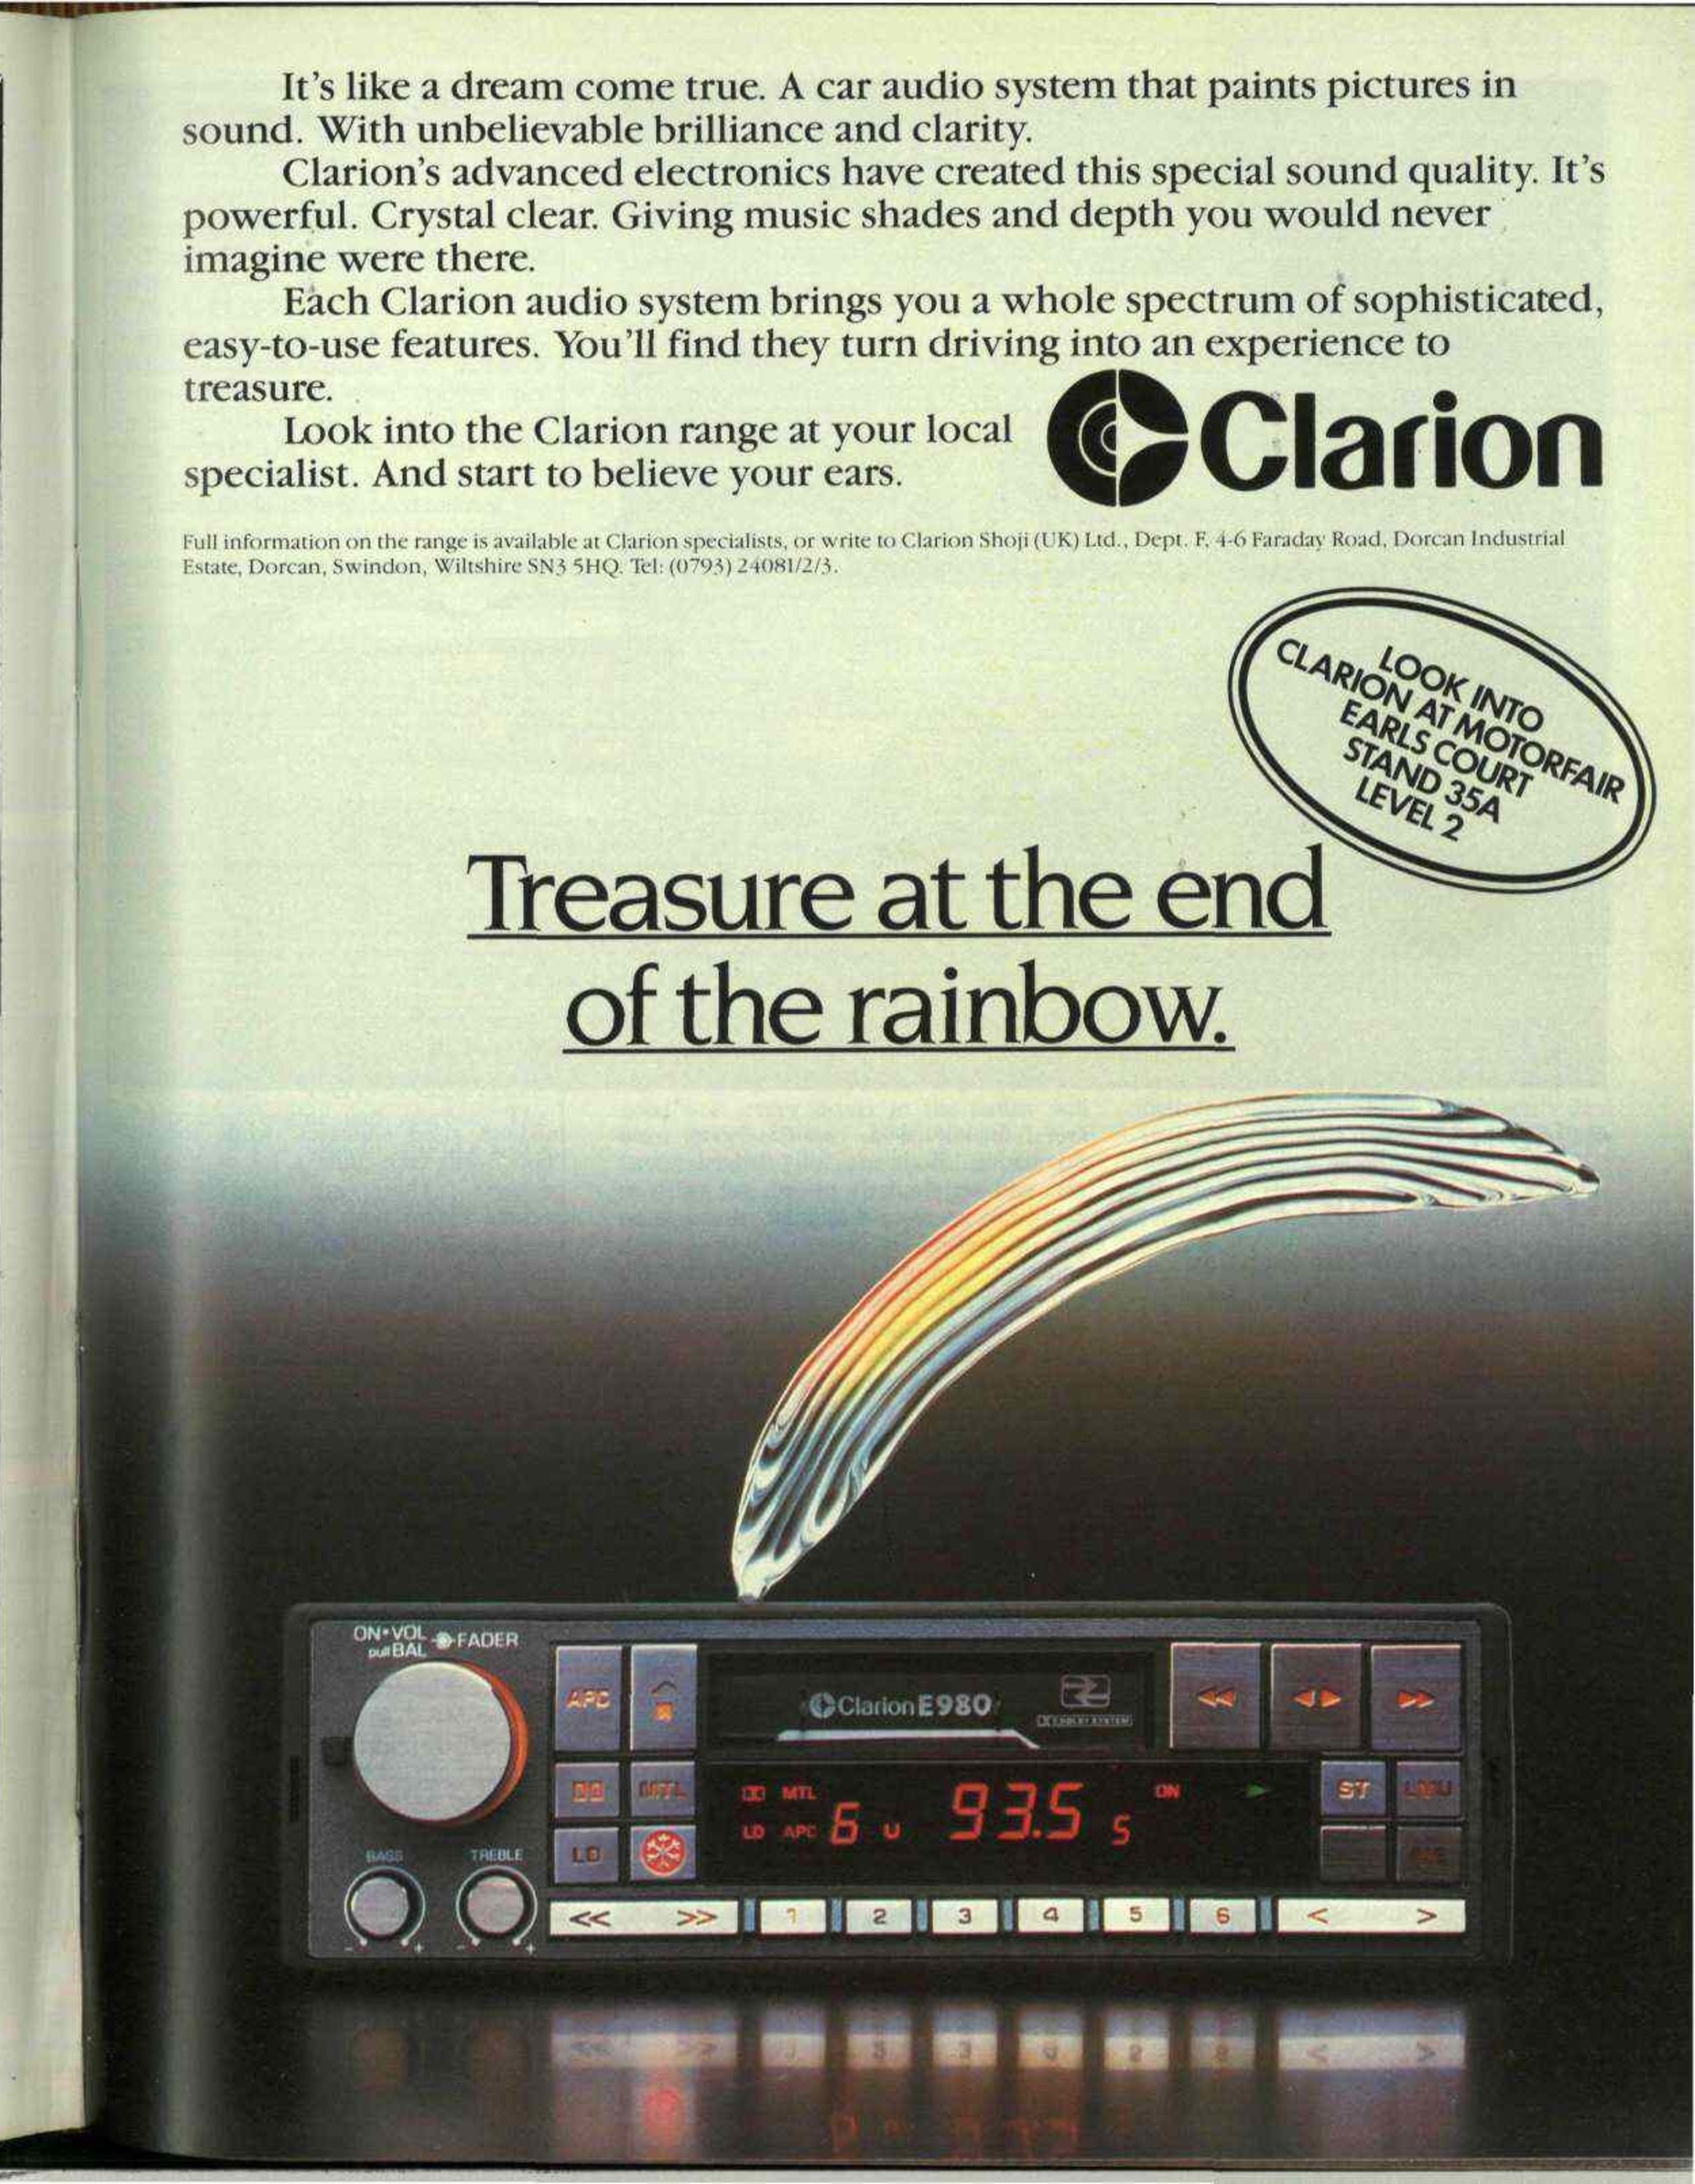 It's like a dream come true. A car audio system that paints pictures in
sound. With unbelievable brilliance and clarity.
Clarion's advanced electronics have created this special sound quality. It's
powerful. Crystal clear. Giving music shades and depth you would never
imagine were there.
Each Clarion audio system brings you a whole spectrum of sophisticated,
easy-to-use features. You'll find they turn driving into an experience to
treasure.
Look into the Clarion range at your local
specialist. And start to believe your ears.
Clarion
Full information on the range is available at Clarion specialists, or write to Clarion Shoji (UK) Ltd., Dept. F, 4-6 Faraday Road, Dorcan Industrial
Estate, Dorcan, Swindon, Wiltshire SN3 5HQ. Tel: (0793) 24081/2/3.
LOOK INTO
CLARION AT MOTORFAIR
EARLS COURT
STAND 35A
LEVEL 2
Treasure at the end
of the rainbow.
ON•VOL FADER
pull BAL
APC
Clarion E980
DOLBY SYSTEM
<< >>
MTL
MTL
ON
ST
LOUD
LD APC 6 U 93.5 S
LD
BASS TREBLE
- + - +
<< >> 1 2 3 4 5 6 < >